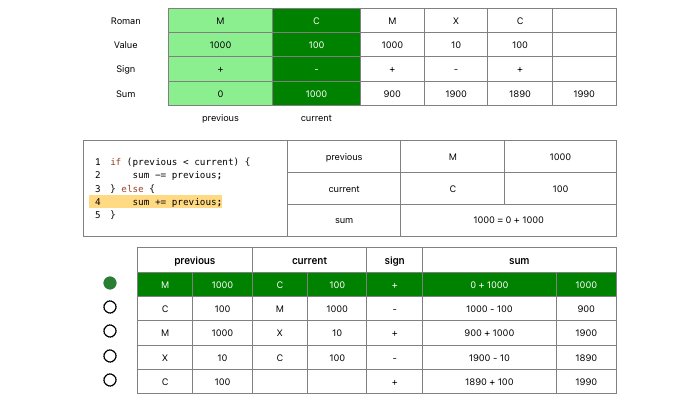 Roman M C M X C
Value 1000 100 1000 10 100
Sign + - + - +
Sum 0 1000 900 1900 1890 1990
previous current
1 if (previous < current) {
2 sum -= previous;
3 } else {
4 sum += previous;
5 }
previous M 1000
current C 100
sum 1000 = 0 + 1000
previous current sign sum
M 1000 C 100 + 0 + 1000 1000
C 100 M 1000 - 1000 - 100 900
M 1000 X 10 + 900 + 1000 1900
X 10 C 100 - 1900 - 10 1890
C 100 + 1890 + 100 1990